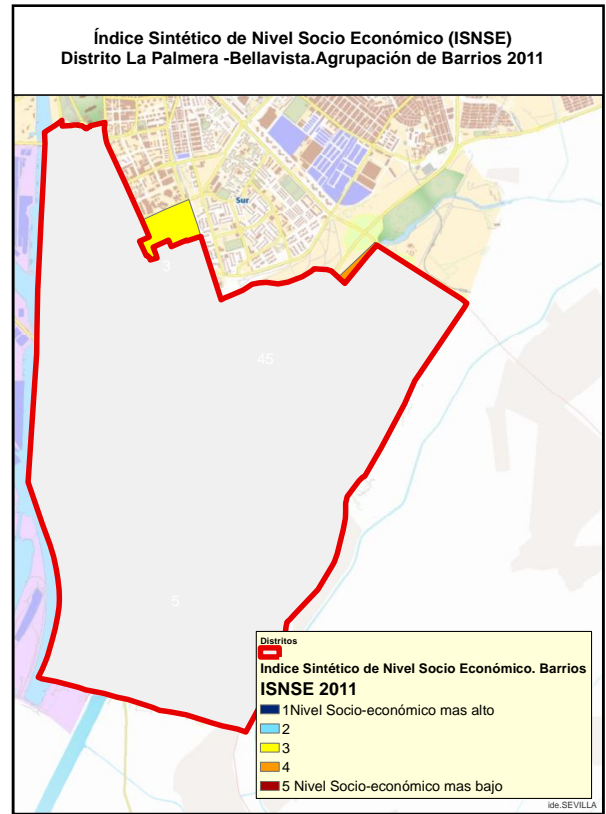 Índice Sintético de Nivel Socio Económico (ISNSE)
Distrito La Palmera -Bellavista.Agrupación de Barrios 2011
Sur
3
45
5
Distritos
Indice Sintético de Nivel Socio Económico. Barrios
ISNSE 2011
1Nivel Socio-económico mas alto
2
3
4
5 Nivel Socio-económico mas bajo
ide.SEVILLA